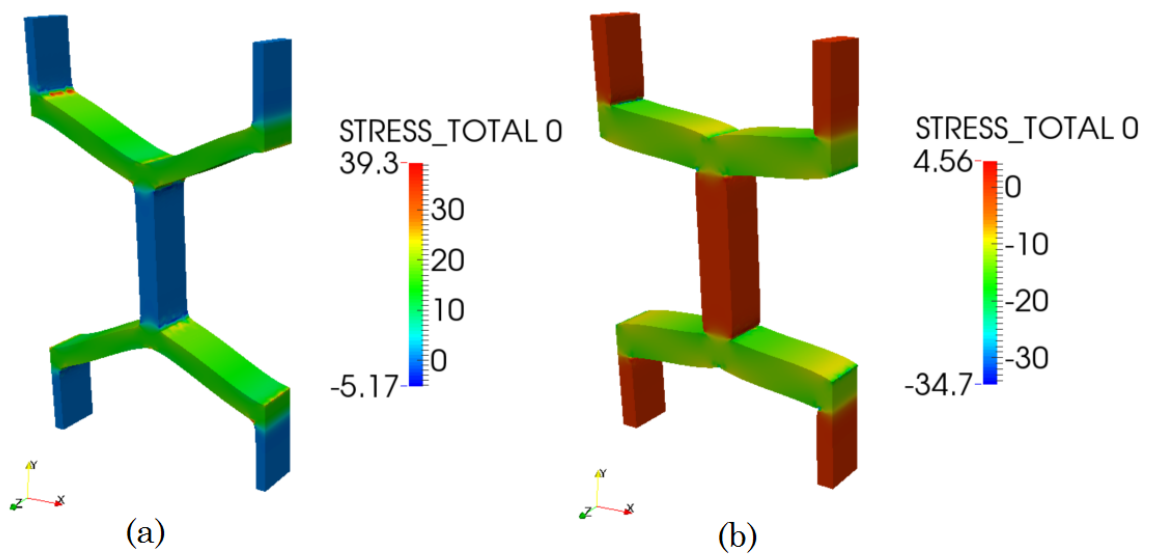 STRESS_TOTAL 0
39.3
30
20
10
0
-5.17
Y
Z
X
(a)
STRESS_TOTAL 0
4.56
0
-10
-20
-30
-34.7
Y
Z
X
(b)